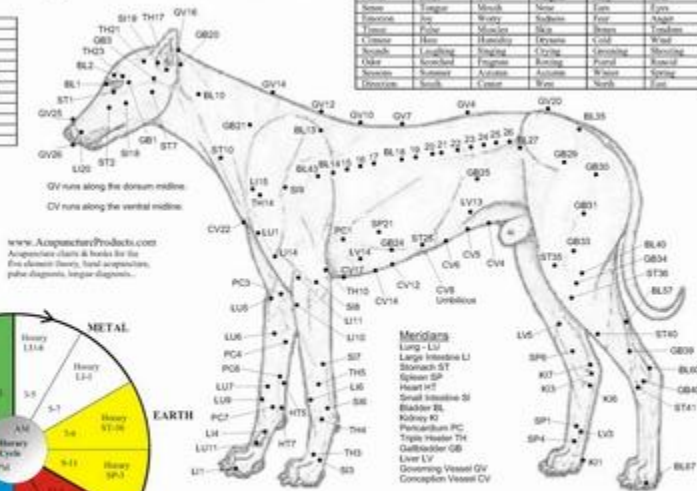 Sense Tongue Mouth Nose Ears Eyes
Emotion Joy Worry Sadness Fear Anger
Tissue Pulse Muscles Skin Bones Tendons
Climate Heat Humidity Dryness Cold Wind
Sounds Laughing Singing Crying Groaning Shouting
Odor Scorched Fragrant Rotting Putrid Rancid
Seasons Summer Autumn Winter Spring
Direction South Center West North East
GV16
TH17
SI19
TH21
GB3
TH23
BL2
BL1
ST1
GV25
GV26
LI20
ST2
SI18
GB1
ST7
GB20
BL10
GV14
GB21
ST10
GV12
BL13
GV10
GV7
GV4
GV20
BL35
BL43
BL14
15
16
17
BL18
19
20
21
22
23
24
25
26
BL27
GB29
GB30
GB31
GB25
LV13
LI15
TH14
SI9
CV22
LU1
LI14
PC1
SP21
GB24
LV14
CV17
CV14
CV12
ST25
CV8
Umbilicus
CV6
CV5
CV4
ST35
GB33
BL40
GB34
ST36
BL57
GV runs along the dorsum midline.
CV runs along the ventral midline.
www.AcupunctureProducts.com
Acupuncture charts & books for the
five element theory, hand acupuncture,
pulse diagnosis, tongue diagnosis...
PC3
LU5
TH10
SI8
LI11
LI10
LU6
PC4
PC6
LU7
LU9
PC7
LI4
LU11
LI1
HT5
HT7
SI7
TH5
LI6
SI6
TH4
TH3
SI3
LV5
SP6
KI7
KI3
KI6
SP1
SP4
LV3
KI1
ST40
GB39
BL60
GB40
ST41
BL67
Meridians
Lung - LU
Large Intestine LI
Stomach ST
Spleen SP
Heart HT
Small Intestine SI
Bladder BL
Kidney KI
Pericardium PC
Triple Heater TH
Gallbladder GB
Liver LV
Governing Vessel GV
Conception Vessel CV
METAL
EARTH
Horary
LU-8
Horary
LI-1
Horary
ST-36
Horary
SP-3
3-5
5-7
7-9
9-11
AM
Horary
Cycle